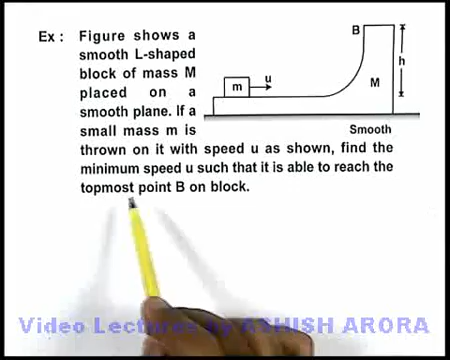 Ex : Figure shows a
smooth L-shaped
block of mass M
placed on a
smooth plane. If a
small mass m is
thrown on it with speed u as shown, find the
minimum speed u such that it is able to reach the
topmost point B on block.
B
h
u
m
M
Smooth
Video Lectures by ASHISH ARORA